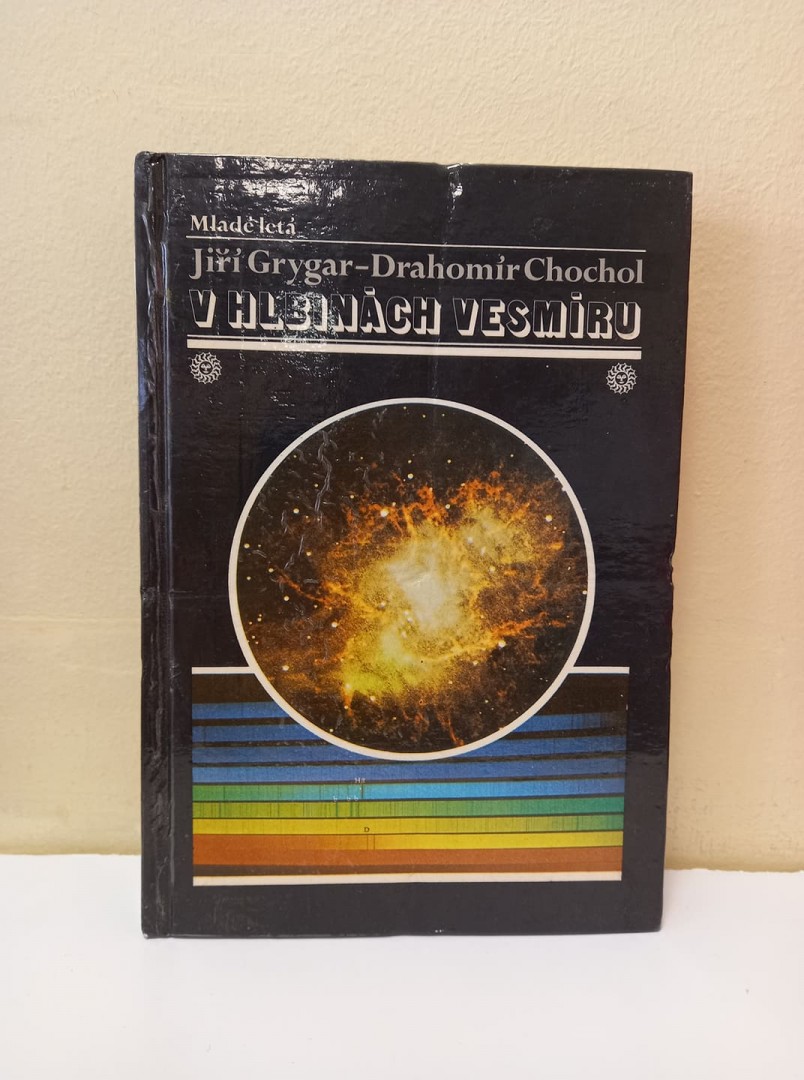 Mladé letá
Jiří Grygar–Drahomír Chochol
V HLBINÁCH VESMÍRU
D